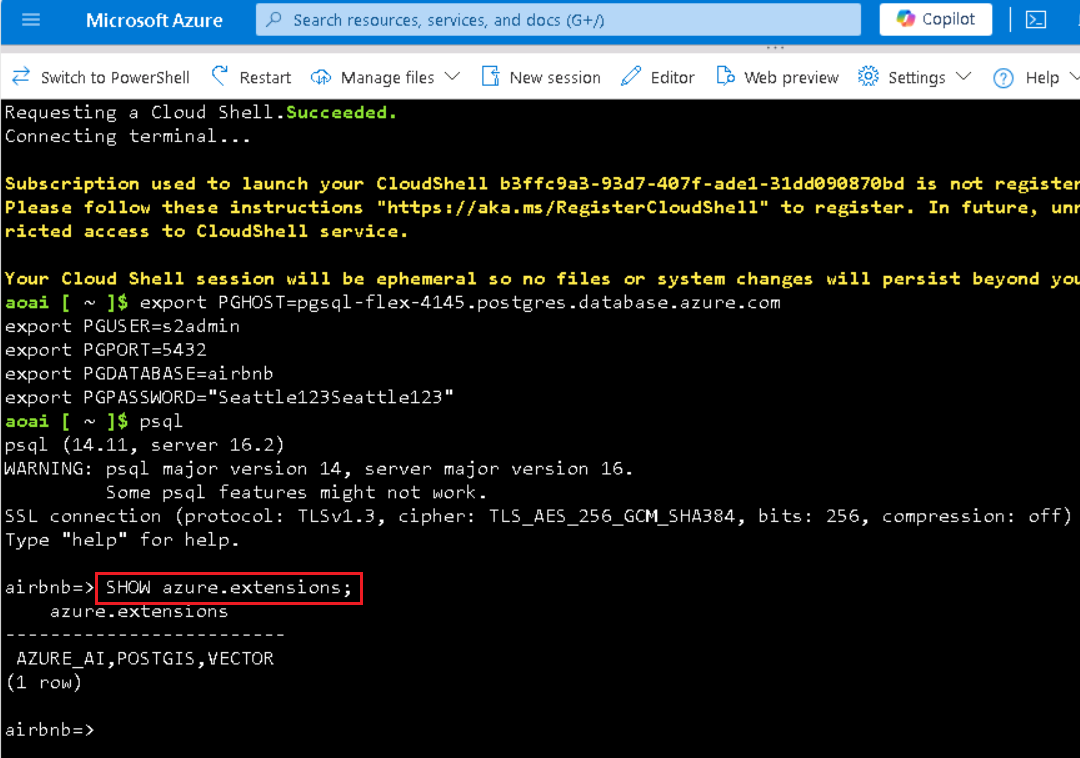 Microsoft Azure
Search resources, services, and docs (G+/)
Copilot
Switch to PowerShell
Restart
Manage files
New session
Editor
Web preview
Settings
Help
Requesting a Cloud Shell.Succeeded.
Connecting terminal...
Subscription used to launch your CloudShell b3ffc9a3-93d7-407f-ade1-31dd090870bd is not register
Please follow these instructions "https://aka.ms/RegisterCloudShell" to register. In future, unr
ricted access to CloudShell service.
Your Cloud Shell session will be ephemeral so no files or system changes will persist beyond you
aoai [ ~ ]$ export PGHOST=pgsql-flex-4145.postgres.database.azure.com
export PGUSER=s2admin
export PGPORT=5432
export PGDATABASE=airbnb
export PGPASSWORD="Seattle123Seattle123"
aoai [ ~ ]$ psql
psql (14.11, server 16.2)
WARNING: psql major version 14, server major version 16.
Some psql features might not work.
SSL connection (protocol: TLSv1.3, cipher: TLS_AES_256_GCM_SHA384, bits: 256, compression: off)
Type "help" for help.
airbnb=> SHOW azure.extensions;
azure.extensions
-------------------------
AZURE_AI,POSTGIS,VECTOR
(1 row)
airbnb=>